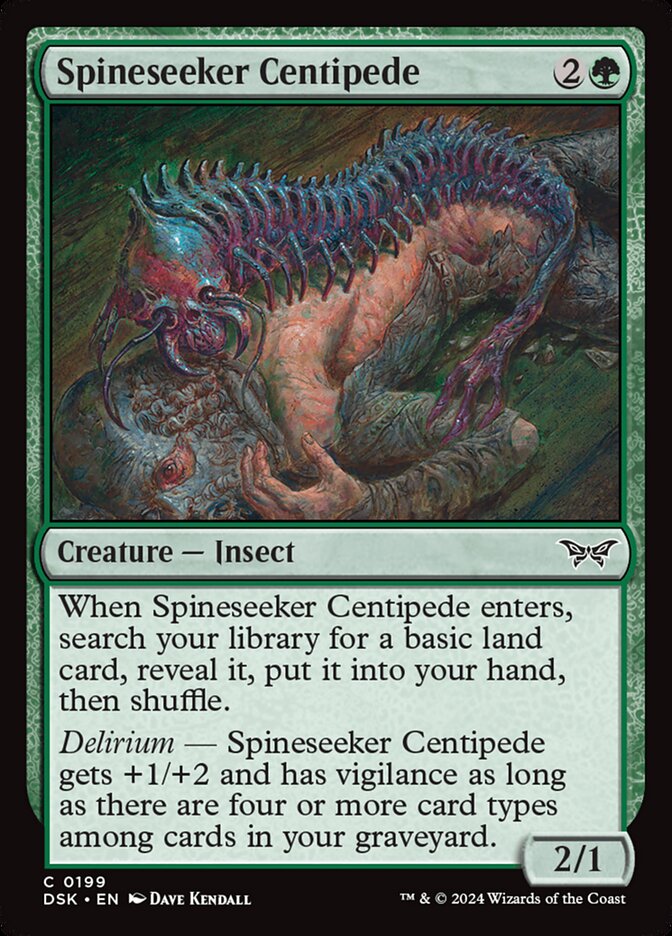 Spineseeker Centipede 2
Creature — Insect
When Spineseeker Centipede enters,
search your library for a basic land
card, reveal it, put it into your hand,
then shuffle.
Delirium — Spineseeker Centipede
gets +1/+2 and has vigilance as long
as there are four or more card types
among cards in your graveyard.
2/1
C 0199
DSK • EN DAVE KENDALL
™ & © 2024 Wizards of the Coast